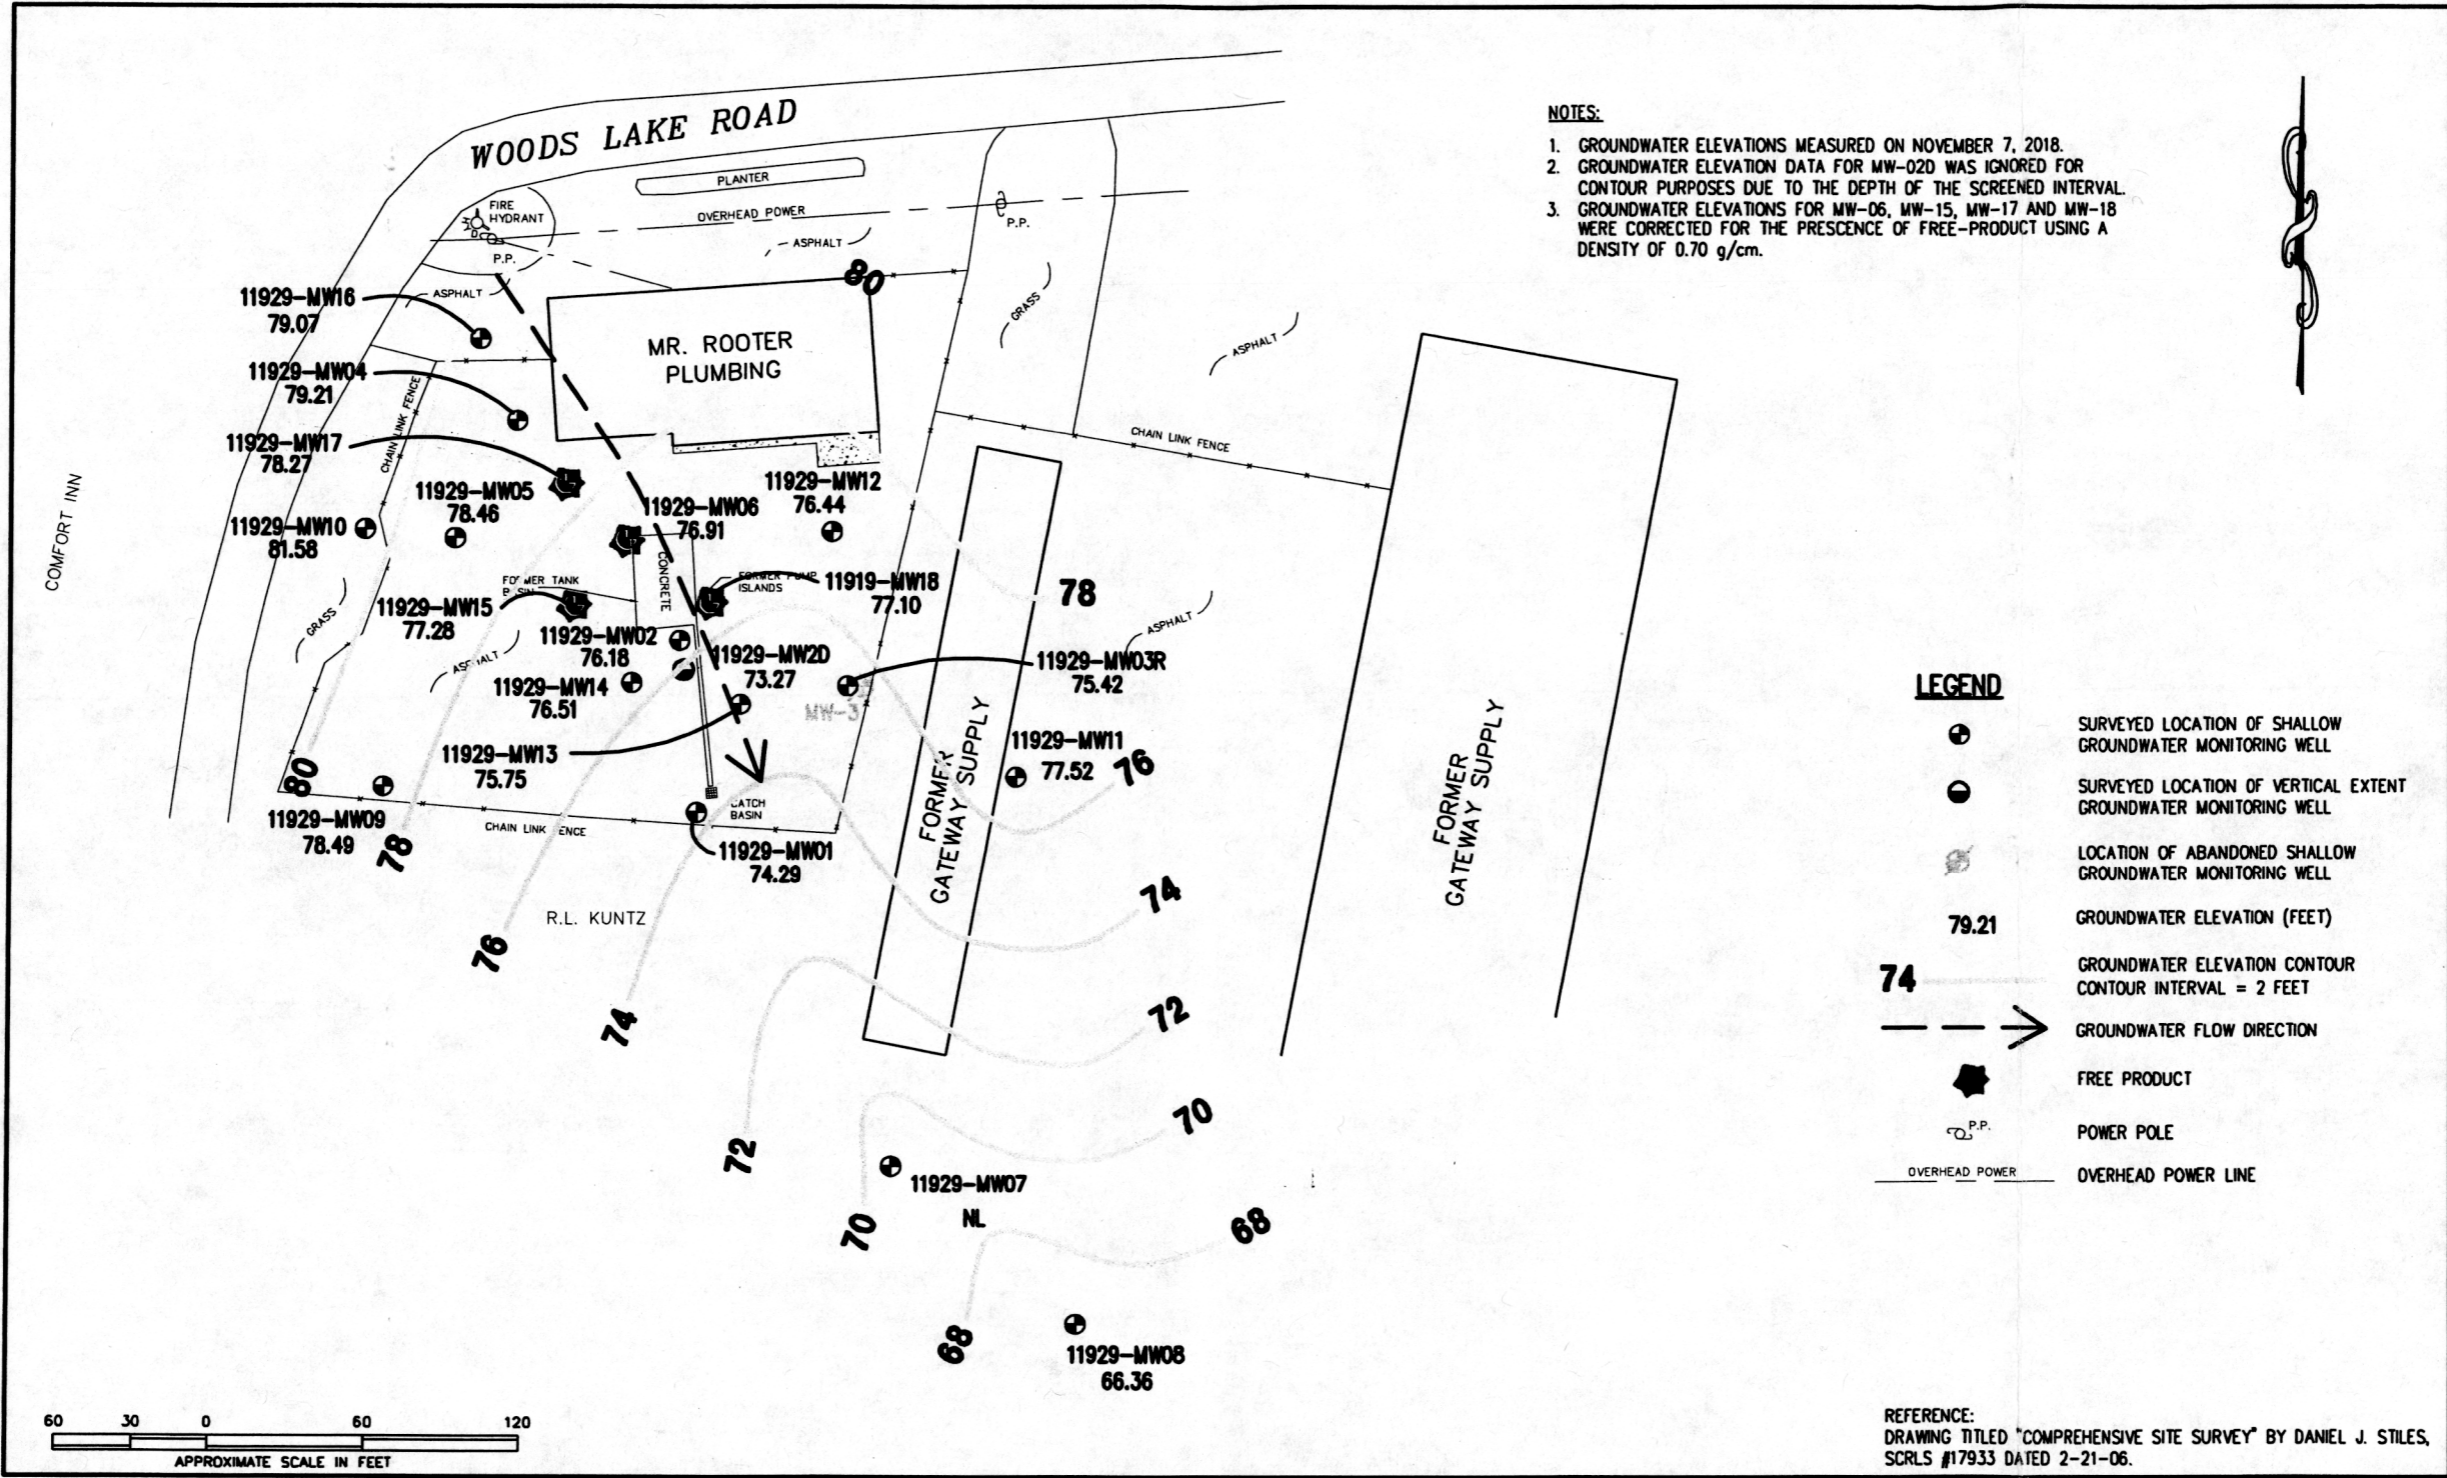 WOODS LAKE ROAD
PLANTER
FIRE
HYDRANT
OVERHEAD POWER
P.P.
P.P.
ASPHALT
ASPHALT
80
11929-MW16
79.07
MR. ROOTER
PLUMBING
GRASS
ASPHALT
11929-MW04
79.21
CHAIN LINK FENCE
CHAIN LINK FENCE
11929-MW17
78.27
11929-MW05
78.46
11929-MW12
76.44
11929-MW06
76.91
11929-MW10
81.58
COMFORT INN
CONCRETE
FORMER PUMP
ISLANDS
11919-MW18
77.10
78
11929-MW15
77.28
GRASS
ASPHALT
11929-MW02
76.18
ASPHALT
11929-MW2D
73.27
11929-MW03R
75.42
11929-MW14
76.51
MW-3
11929-MW13
75.75
11929-MW11
77.52
76
FORMER
GATEWAY SUPPLY
FORMER
GATEWAY SUPPLY
80
CATCH
BASIN
11929-MW09
78.49
78
CHAIN LINK FENCE
11929-MW01
74.29
R.L. KUNTZ
76
74
74
72
72
70
11929-MW07
NL
70
68
68
11929-MW08
66.36
60 30 0 60 120
APPROXIMATE SCALE IN FEET
NOTES:
1. GROUNDWATER ELEVATIONS MEASURED ON NOVEMBER 7, 2018.
2. GROUNDWATER ELEVATION DATA FOR MW-02D WAS IGNORED FOR
CONTOUR PURPOSES DUE TO THE DEPTH OF THE SCREENED INTERVAL.
3. GROUNDWATER ELEVATIONS FOR MW-06, MW-15, MW-17 AND MW-18
WERE CORRECTED FOR THE PRESCENCE OF FREE-PRODUCT USING A
DENSITY OF 0.70 g/cm.
LEGEND
SURVEYED LOCATION OF SHALLOW
GROUNDWATER MONITORING WELL
SURVEYED LOCATION OF VERTICAL EXTENT
GROUNDWATER MONITORING WELL
LOCATION OF ABANDONED SHALLOW
GROUNDWATER MONITORING WELL
79.21 GROUNDWATER ELEVATION (FEET)
74 GROUNDWATER ELEVATION CONTOUR
CONTOUR INTERVAL = 2 FEET
GROUNDWATER FLOW DIRECTION
FREE PRODUCT
P.P. POWER POLE
OVERHEAD POWER OVERHEAD POWER LINE
REFERENCE:
DRAWING TITLED "COMPREHENSIVE SITE SURVEY" BY DANIEL J. STILES,
SCRLS #17933 DATED 2-21-06.